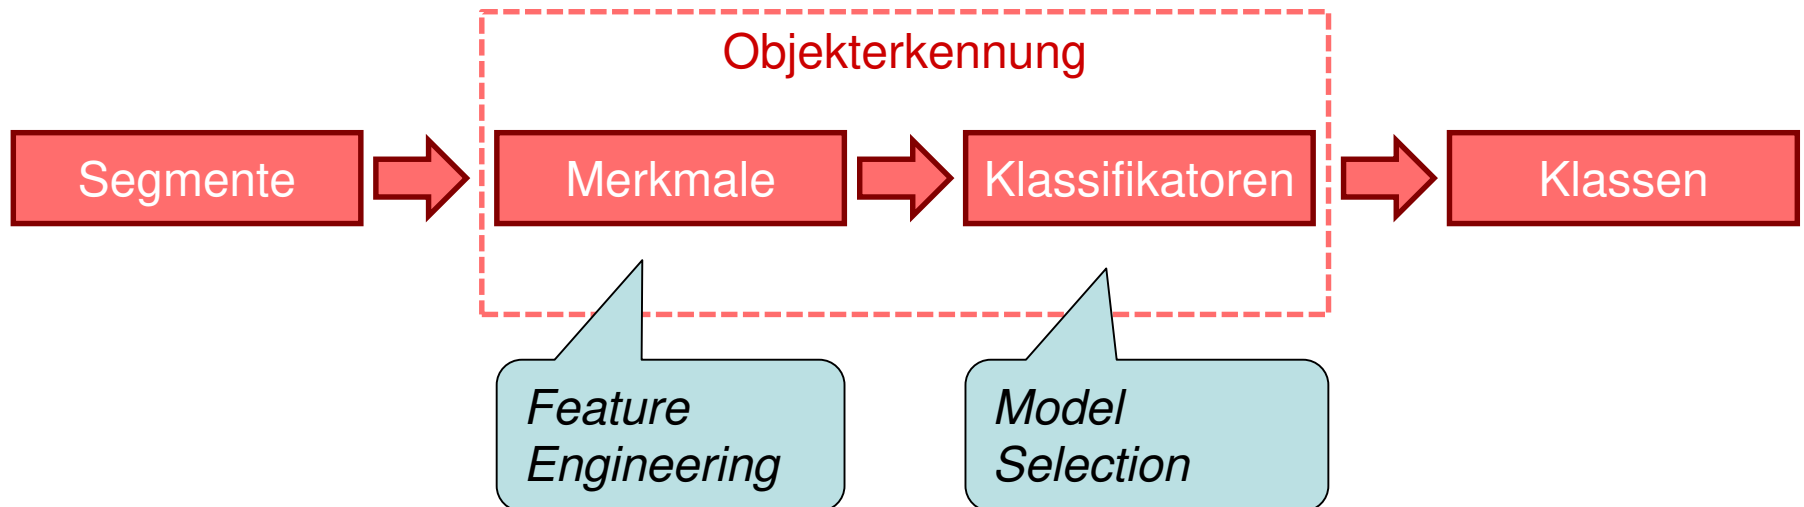 Objekterkennung
Segmente
Merkmale
Klassifikatoren
Klassen
Feature
Engineering
Model
Selection